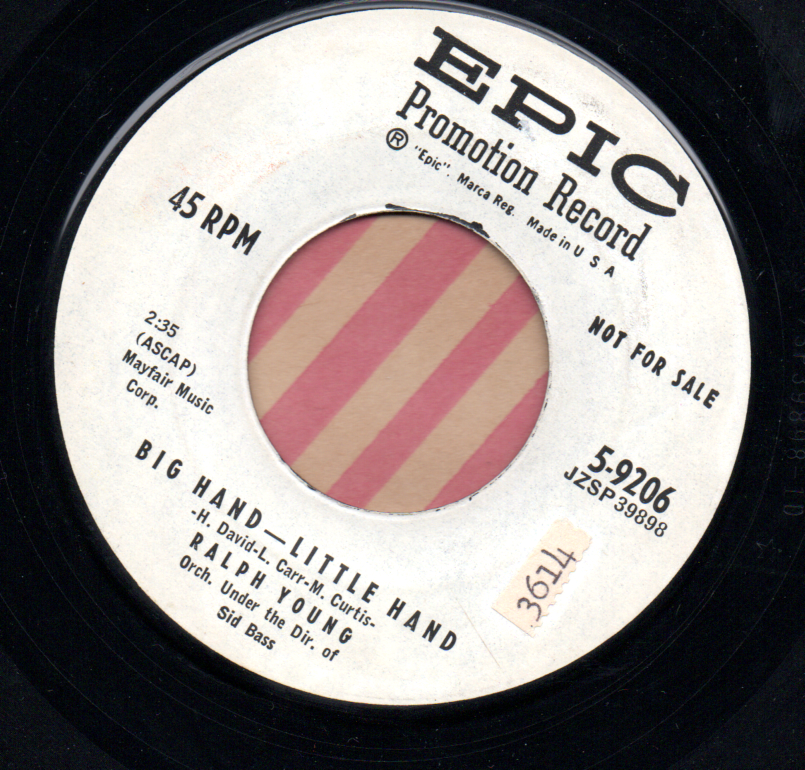 EPIC
Promotion Record
® "Epic". Marca Reg. Made in U S A
45 RPM
NOT FOR SALE
2:35
(ASCAP)
Mayfair Music
Corp.
5-9206
JZSP39898
BIG HAND—LITTLE HAND
-H. David-L. Carr-M. Curtis-
RALPH YOUNG
Orch. Under the Dir. of
Sid Bass
3614